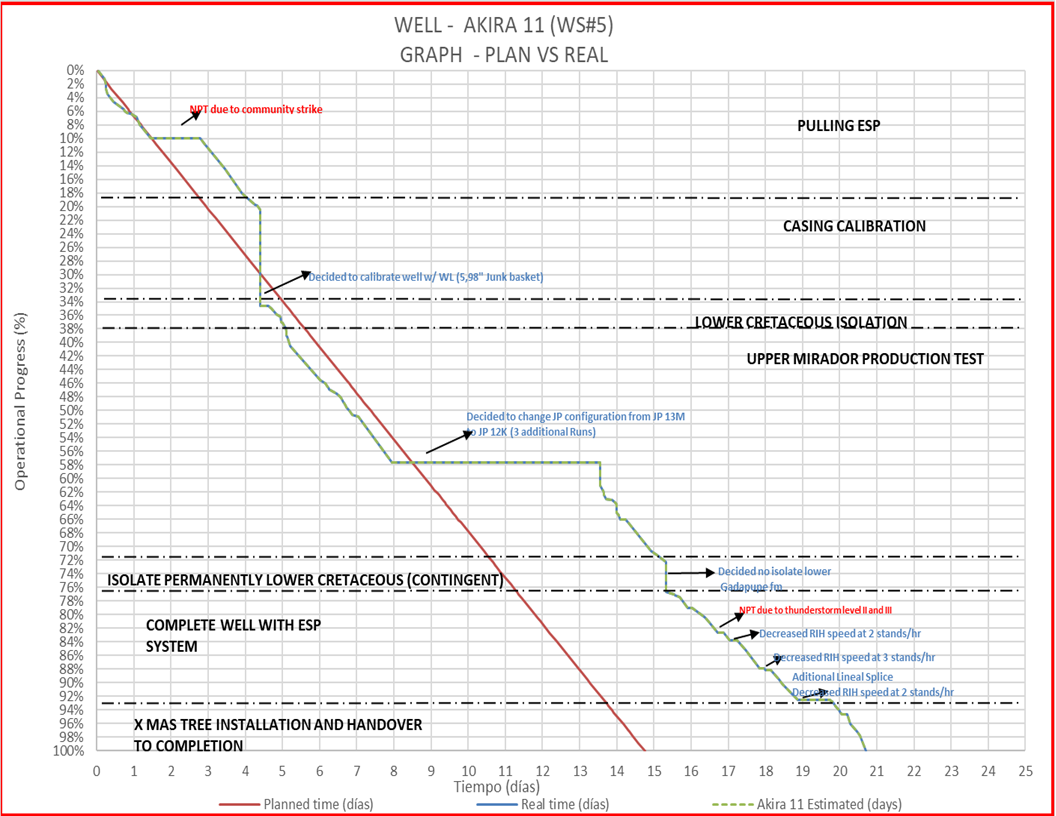 WELL - AKIRA 11 (WS#5)
GRAPH - PLAN VS REAL
Operational Progress (%)
0%
2%
4%
6%
8%
10%
12%
14%
16%
18%
20%
22%
24%
26%
28%
30%
32%
34%
36%
38%
40%
42%
44%
46%
48%
50%
52%
54%
56%
58%
60%
62%
64%
66%
68%
70%
72%
74%
76%
78%
80%
82%
84%
86%
88%
90%
92%
94%
96%
98%
100%
NPT due to community strike
PULLING ESP
CASING CALIBRATION
Decided to calibrate well w/ WL (5,98" Junk basket)
LOWER CRETACEOUS ISOLATION
UPPER MIRADOR PRODUCTION TEST
Decided to change JP configuration from JP 13M
to JP 12K (3 additional Runs)
Decided no isolate lower
Gadapupe fm
ISOLATE PERMANENTLY LOWER CRETACEOUS (CONTINGENT)
NPT due to thunderstorm level II and III
COMPLETE WELL WITH ESP
SYSTEM
Decreased RIH speed at 2 stands/hr
Decreased RIH speed at 3 stands/hr
Aditional Lineal Splice
Decreased RIH speed at 2 stands/hr
X MAS TREE INSTALLATION AND HANDOVER
TO COMPLETION
0 1 2 3 4 5 6 7 8 9 10 11 12 13 14 15 16 17 18 19 20 21 22 23 24 25
Tiempo (días)
Planned time (días) Real time (días) Akira 11 Estimated (days)